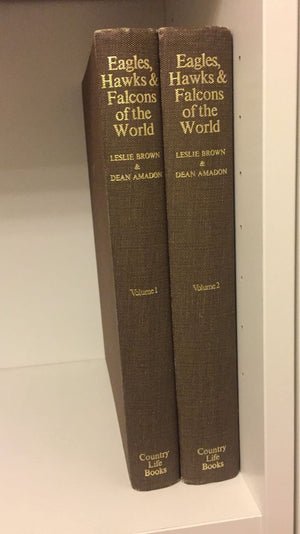 Eagles,
Hawks &
Falcons
of the
World
LESLIE BROWN
&
DEAN AMADON
Volume 1
Country
Life
Books
Eagles,
Hawks &
Falcons
of the
World
LESLIE BROWN
&
DEAN AMADON
Volume 2
Country
Life
Books